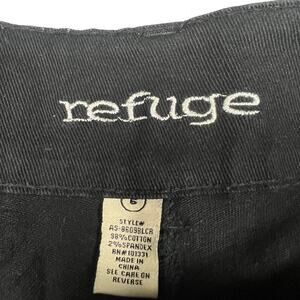 refuge
6
STYLE#
AS-8609BLCR
98%COTTON
2%SPANDEX
RN#101331
MADE IN
CHINA
SEE CARE ON
REVERSE